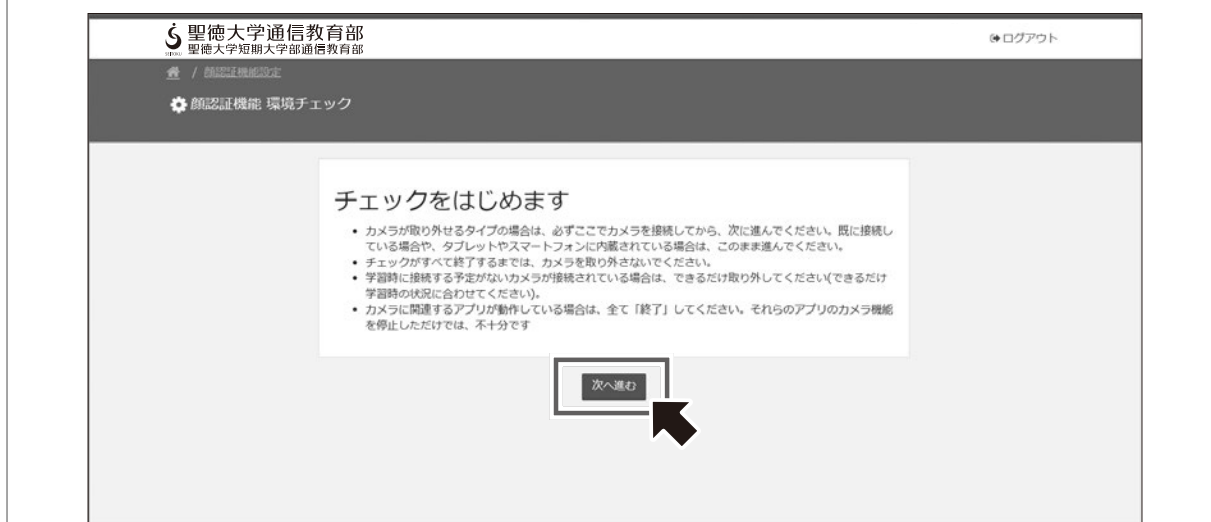 聖徳大学通信教育部
聖徳大学短期大学部通信教育部
ログアウト
/ 顔認証機能設定
顔認証機能 環境チェック
チェックをはじめます
• カメラが取り外せるタイプの場合は、必ずここでカメラを接続してから、次に進んでください。既に接続し
ている場合や、タブレットやスマートフォンに内蔵されている場合は、このまま進んでください。
• チェックがすべて終了するまでは、カメラを取り外さないでください。
• 学習時に接続する予定がないカメラが接続されている場合は、できるだけ取り外してください(できるだけ
学習時の状況に合わせてください)。
• カメラに関連するアプリが動作している場合は、全て「終了」してください。それらのアプリのカメラ機能
を停止しただけでは、不十分です
次へ進む